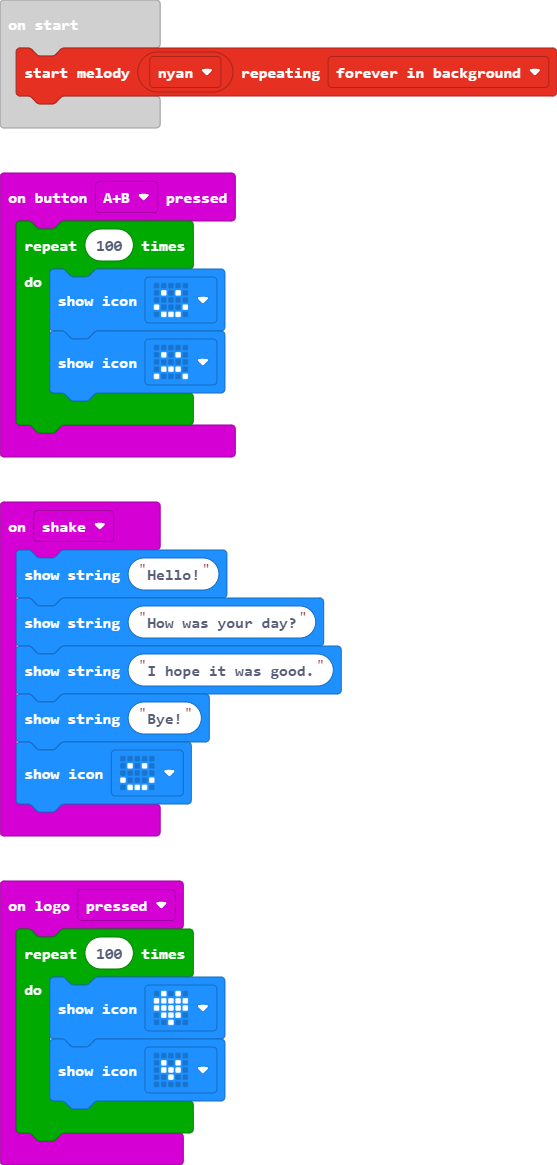 on start
start melody nyan repeating forever in background
on button A+B pressed
repeat 100 times
do
show icon
show icon
on shake
show string "Hello!"
show string "How was your day?"
show string "I hope it was good."
show string "Bye!"
show icon
on logo pressed
repeat 100 times
do
show icon
show icon